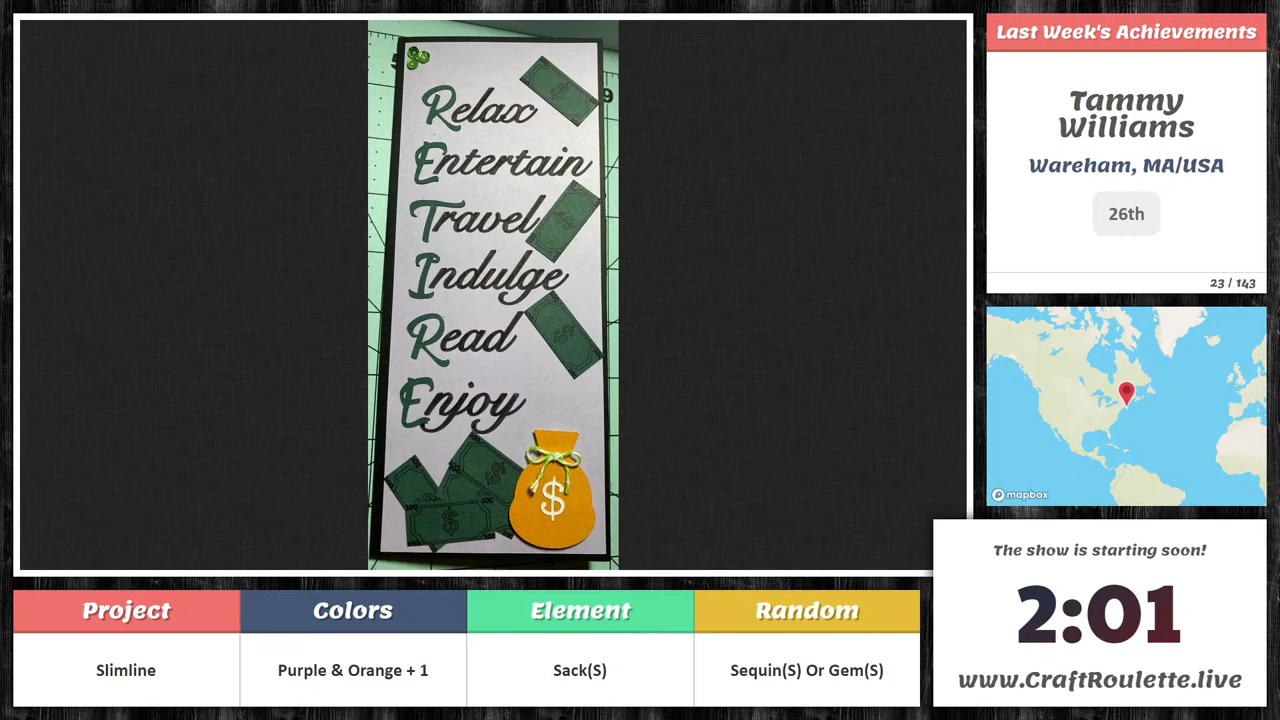 Last Week's Achievements
Tammy
Williams
Wareham, MA/USA
26th
23 / 143
Relax
Entertain
Travel
Indulge
Read
Enjoy
$
9
mapbox
The show is starting soon!
2:01
www.CraftRoulette.live
Project
Colors
Element
Random
Slimline
Purple & Orange + 1
Sack(S)
Sequin(S) Or Gem(S)